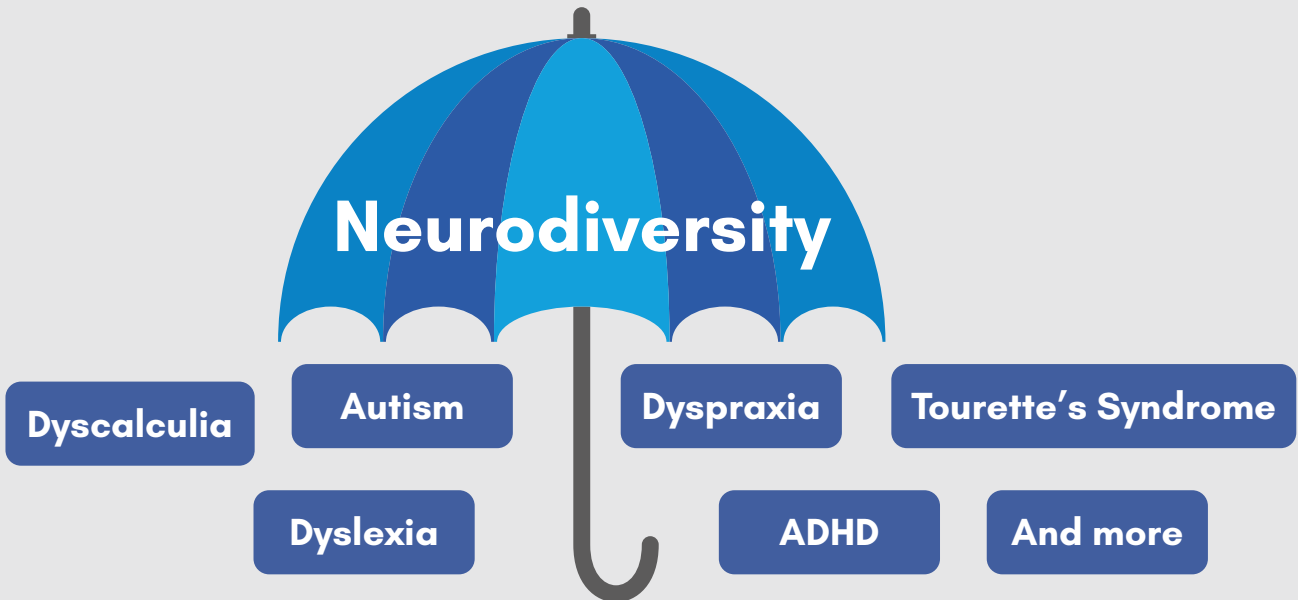 Neurodiversity
Dyscalculia
Autism
Dyspraxia
Tourette’s Syndrome
Dyslexia
ADHD
And more